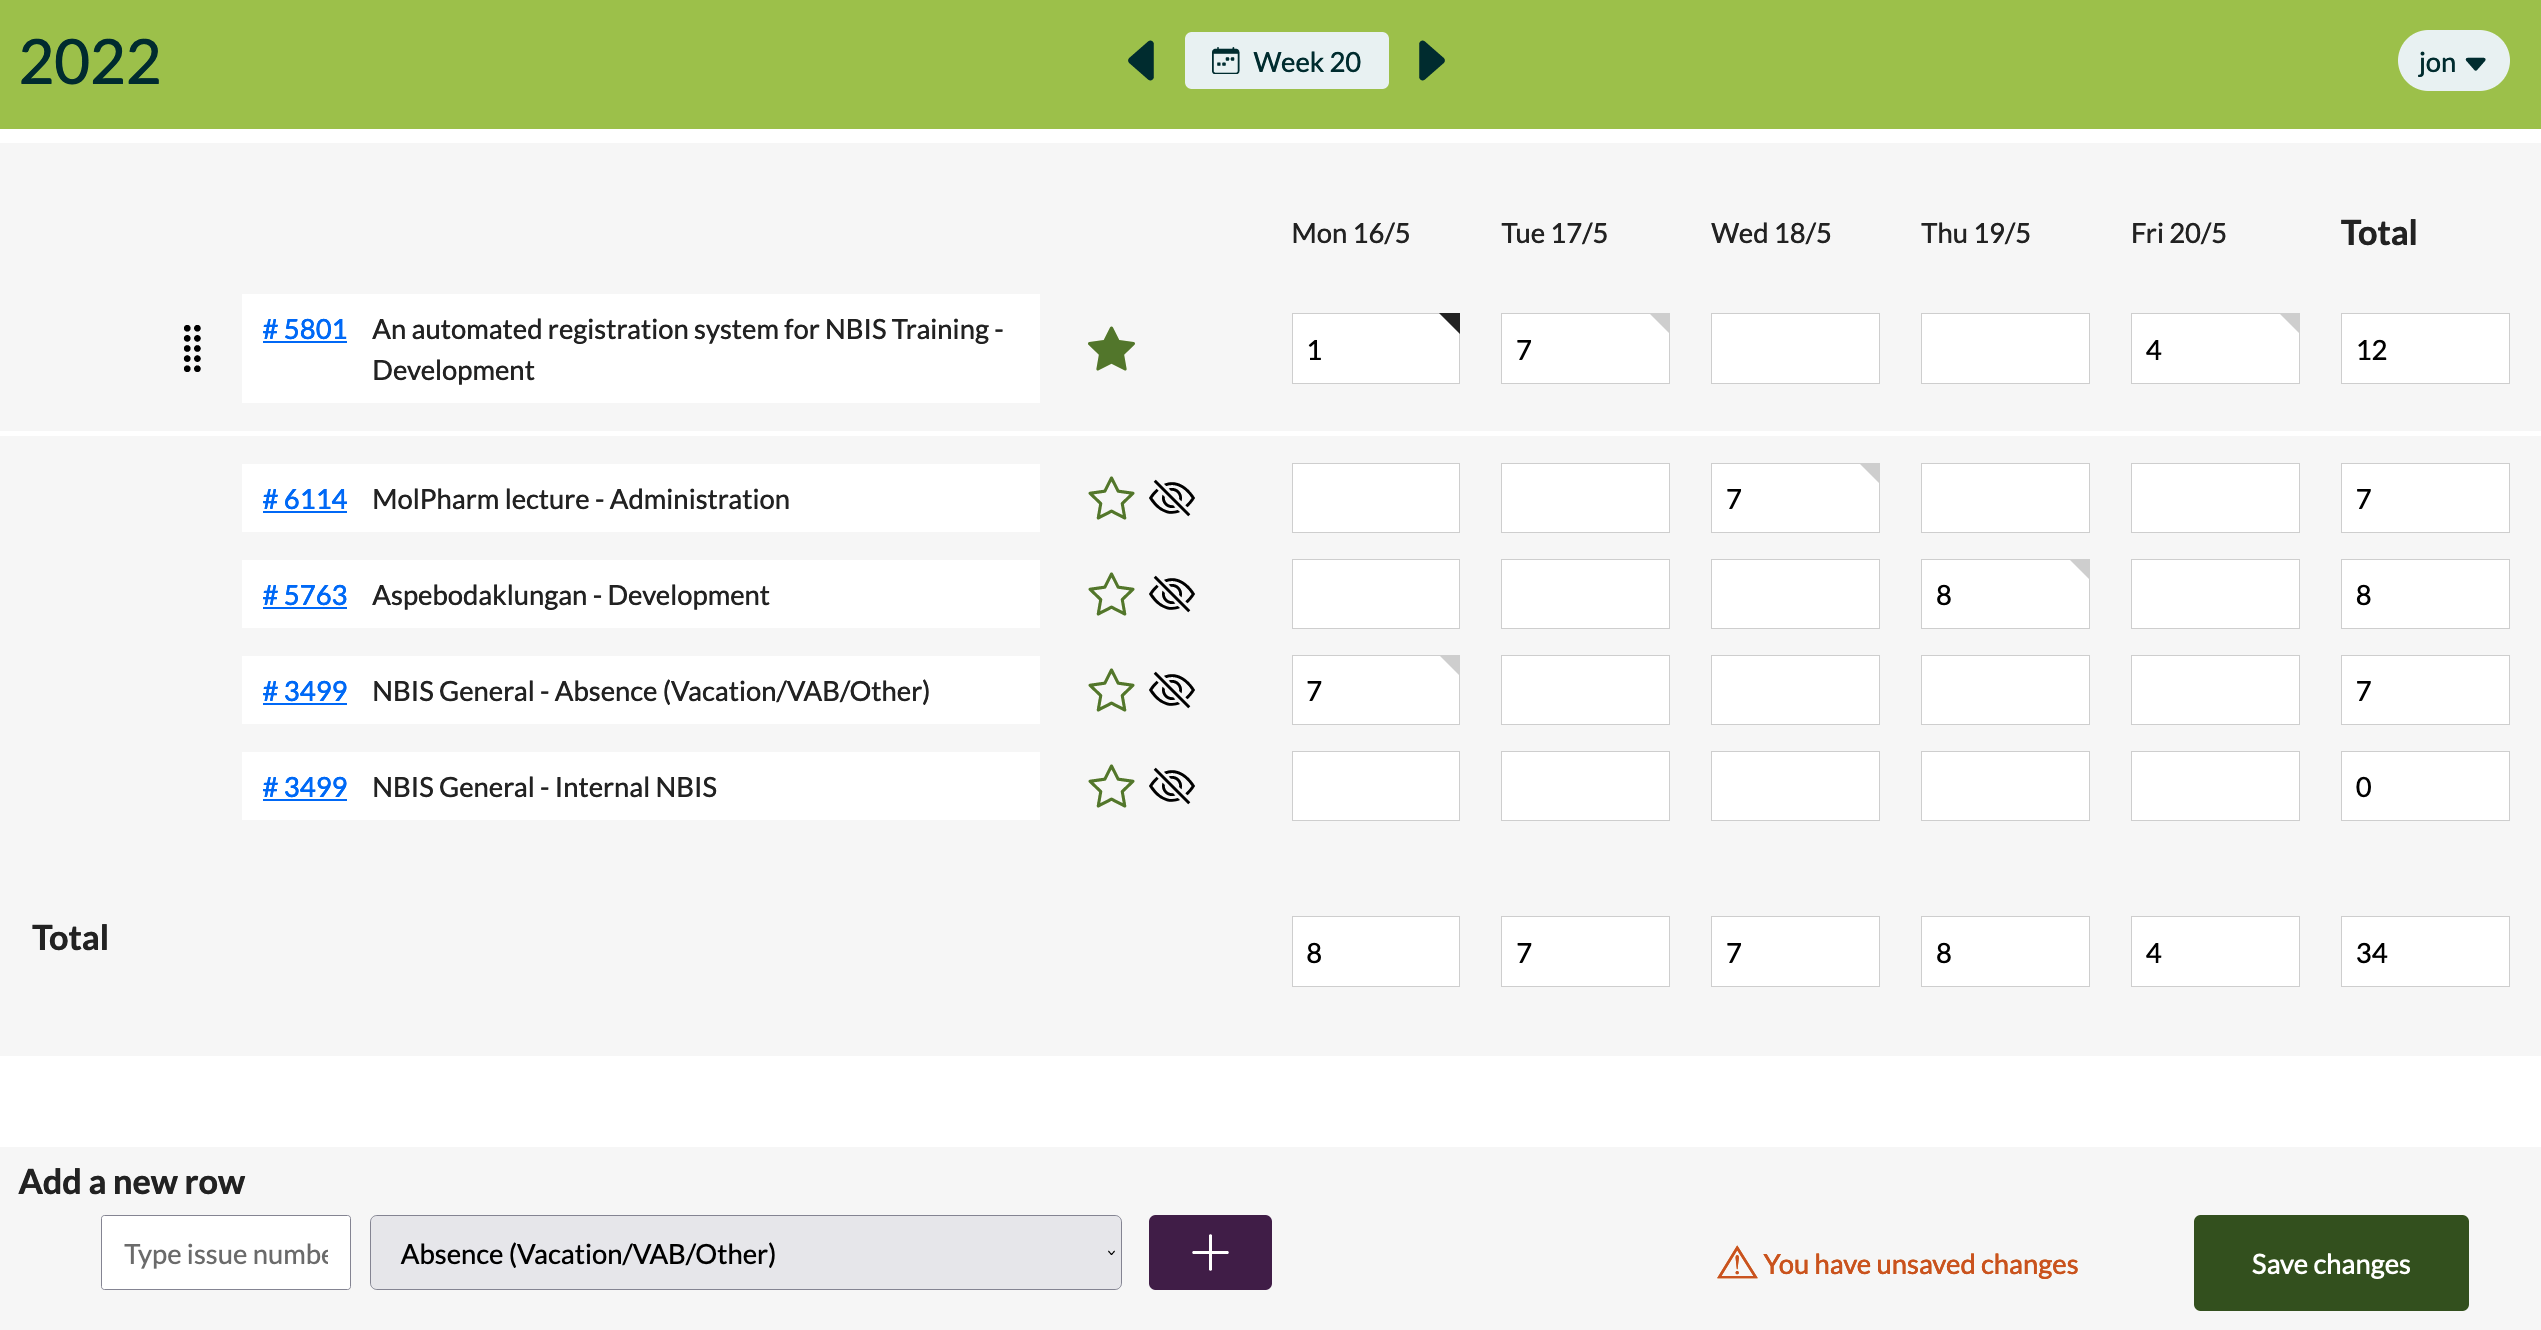 2022
Week 20
jon
Mon 16/5 Tue 17/5 Wed 18/5 Thu 19/5 Fri 20/5 Total
# 5801 An automated registration system for NBIS Training -
Development
1 7 4 12
# 6114 MolPharm lecture - Administration 7 7
# 5763 Aspebodaklungan - Development 8 8
# 3499 NBIS General - Absence (Vacation/VAB/Other) 7 7
# 3499 NBIS General - Internal NBIS 0
Total 8 7 7 8 4 34
Add a new row
Type issue numbe
Absence (Vacation/VAB/Other)
You have unsaved changes
Save changes